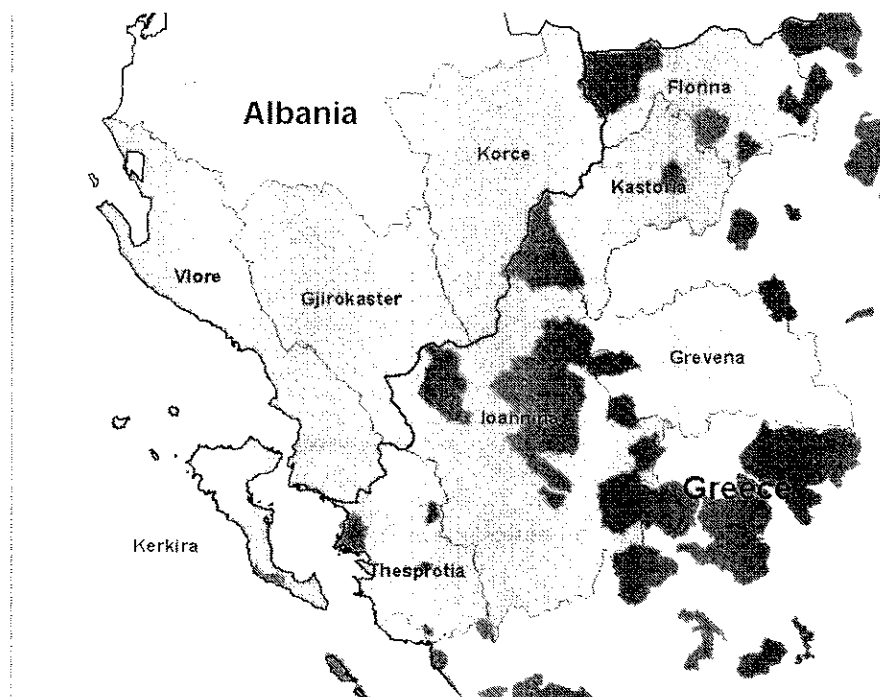 Florina
Albania
Korce
Kastoria
Vlore
Gjirokaster
Grevena
Ioannina
Greece
Kerkira
Thesprotia